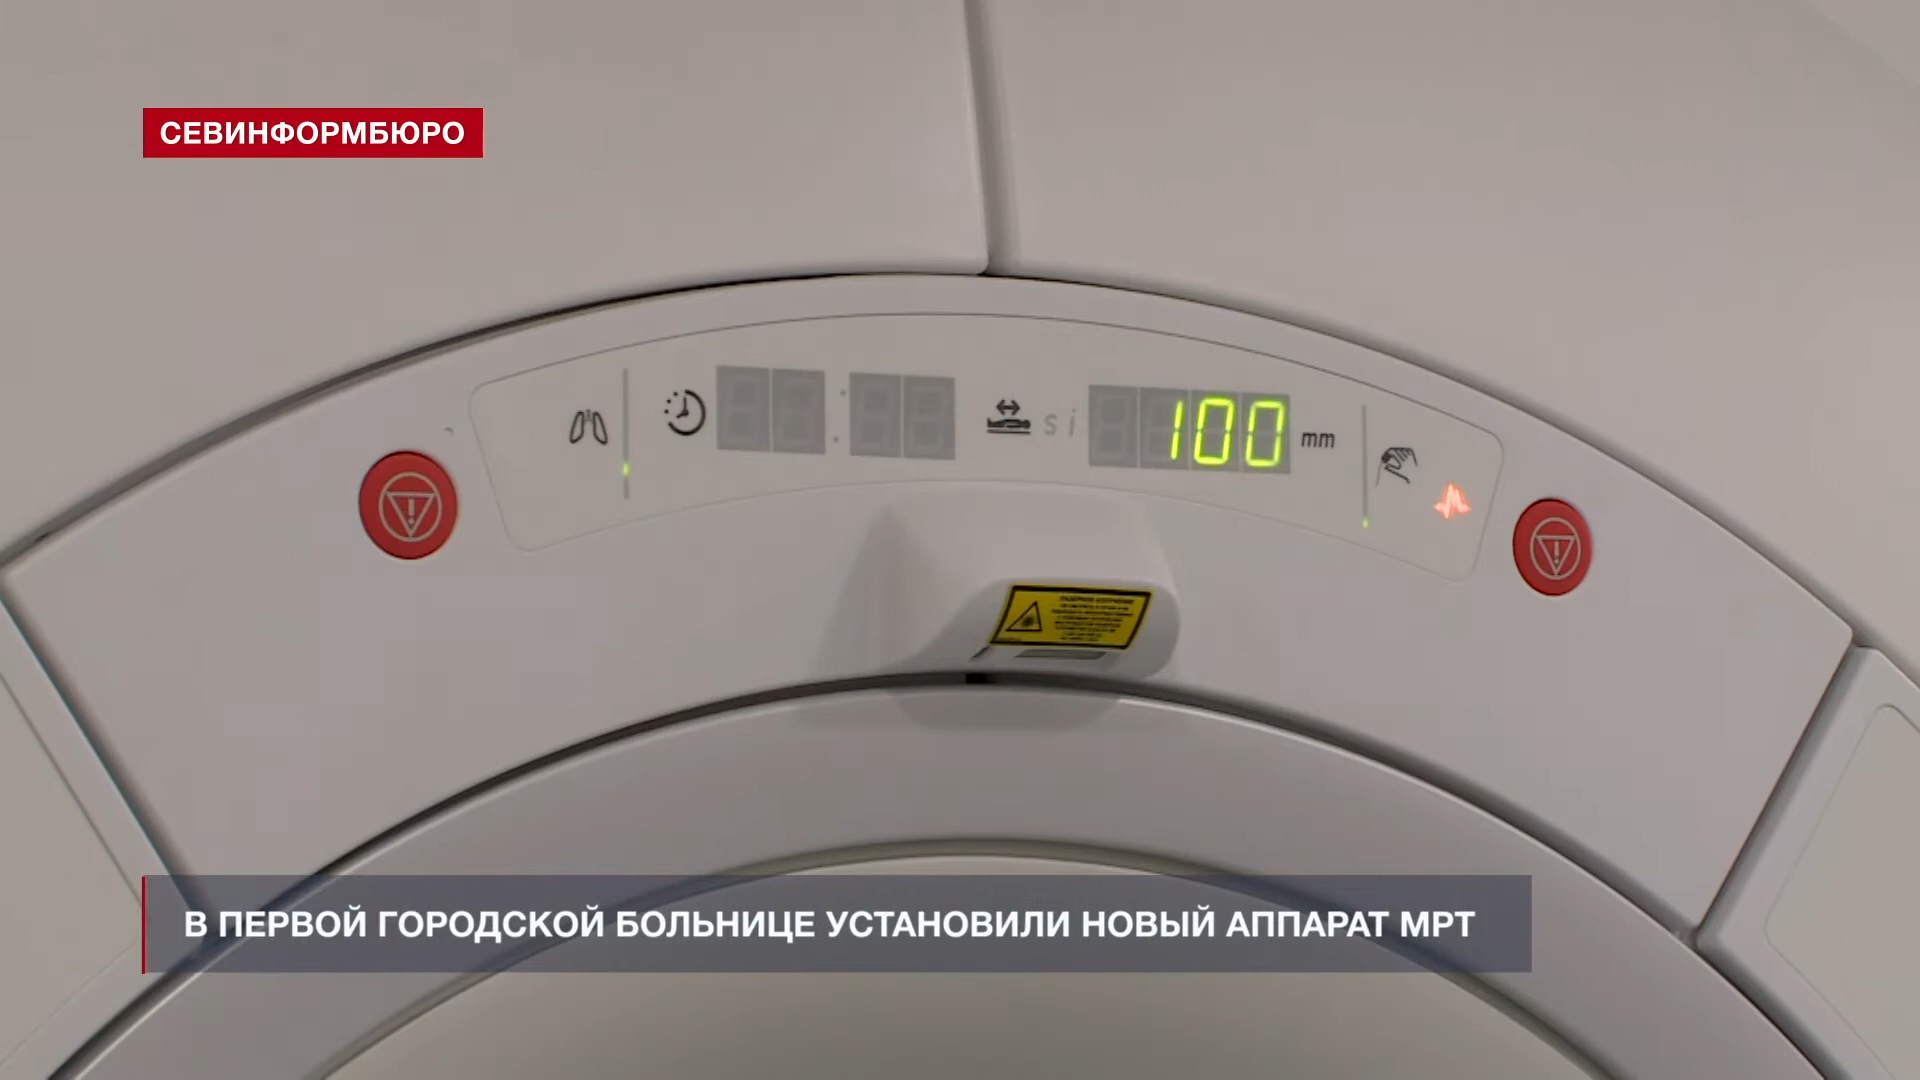 СЕВИНФОРМБЮРО
si 100 mm
В ПЕРВОЙ ГОРОДСКОЙ БОЛЬНИЦЕ УСТАНОВИЛИ НОВЫЙ АППАРАТ МРТ